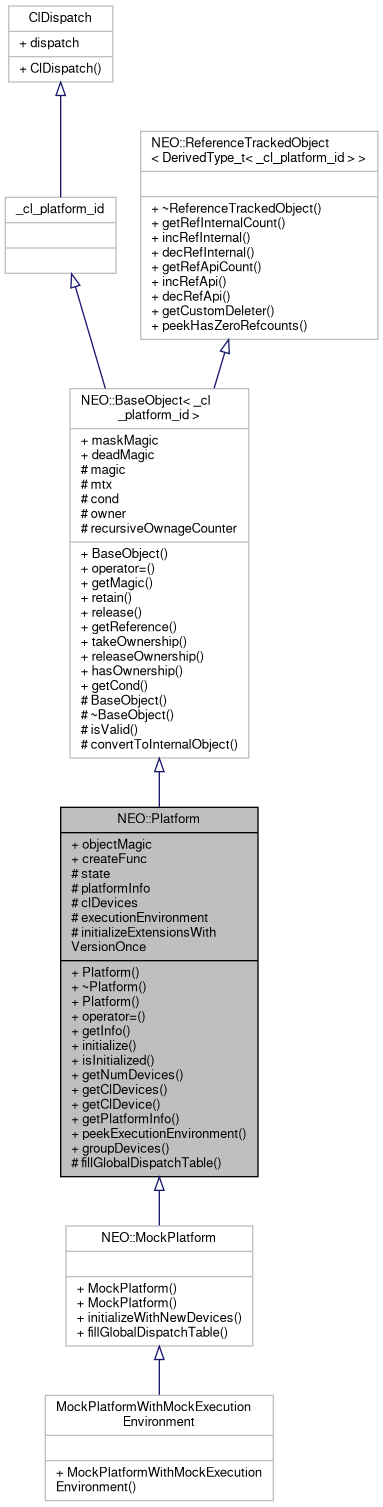 ClDispatch
+ dispatch
+ ClDispatch()
NEO::ReferenceTrackedObject
< DerivedType_t< _cl_platform_id > >
+ ~ReferenceTrackedObject()
+ getRefInternalCount()
+ incRefInternal()
+ decRefInternal()
+ getRefApiCount()
+ incRefApi()
+ decRefApi()
+ getCustomDeleter()
+ peekHasZeroRefcounts()
_cl_platform_id
NEO::BaseObject< _cl
_platform_id >
+ maskMagic
+ deadMagic
# magic
# mtx
# cond
# owner
# recursiveOwnageCounter
+ BaseObject()
+ operator=()
+ getMagic()
+ retain()
+ release()
+ getReference()
+ takeOwnership()
+ releaseOwnership()
+ hasOwnership()
+ getCond()
# BaseObject()
# ~BaseObject()
# isValid()
# convertToInternalObject()
NEO::Platform
+ objectMagic
+ createFunc
# state
# platformInfo
# clDevices
# executionEnvironment
# initializeExtensionsWith
VersionOnce
+ Platform()
+ ~Platform()
+ Platform()
+ operator=()
+ getInfo()
+ initialize()
+ isInitialized()
+ getNumDevices()
+ getClDevices()
+ getClDevice()
+ getPlatformInfo()
+ peekExecutionEnvironment()
+ groupDevices()
# fillGlobalDispatchTable()
NEO::MockPlatform
+ MockPlatform()
+ MockPlatform()
+ initializeWithNewDevices()
+ fillGlobalDispatchTable()
MockPlatformWithMockExecution
Environment
+ MockPlatformWithMockExecution
Environment()